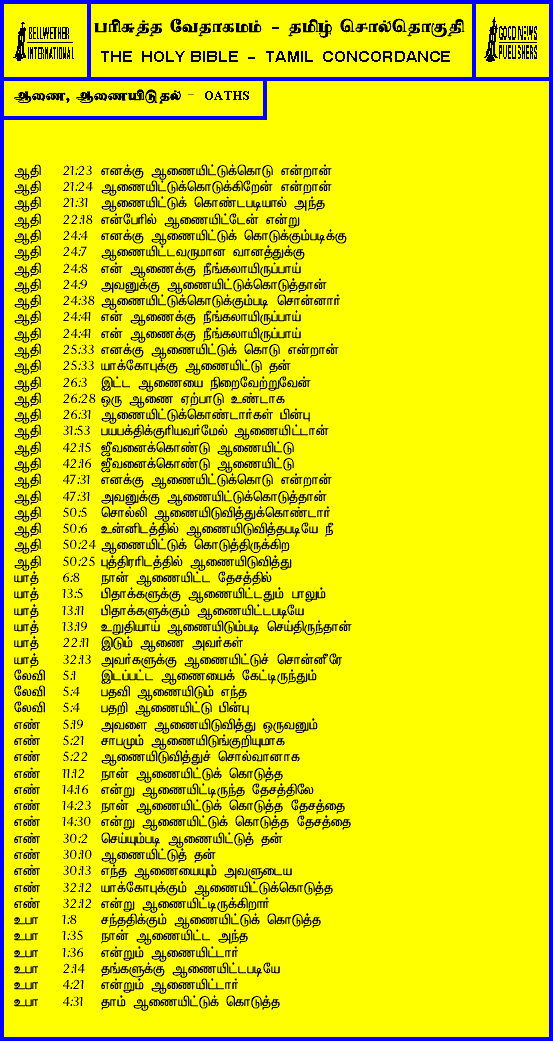 BELLWETHER
INTERNATIONAL
பரிசுத்த வேதாகமம் - தமிழ் சொல்தொகுதி
THE HOLY BIBLE - TAMIL CONCORDANCE
GOOD NEWS
PUBLISHERS
ஆணை, ஆணையிடுதல் - OATHS
ஆதி 21:23 எனக்கு ஆணையிட்டுக்கொடு என்றான்
ஆதி 21:24 ஆணையிட்டுக்கொடுக்கிறேன் என்றான்
ஆதி 21:31 ஆணையிட்டுக் கொண்டபடியால் அந்த
ஆதி 22:18 என்பேரில் ஆணையிட்டேன் என்று
ஆதி 24:4 எனக்கு ஆணையிட்டுக் கொடுக்கும்படிக்கு
ஆதி 24:7 ஆணையிட்டவருமான வானத்துக்கு
ஆதி 24:8 என் ஆணைக்கு நீங்கலாயிருப்பாய்
ஆதி 24:9 அவனுக்கு ஆணையிட்டுக்கொடுத்தான்
ஆதி 24:38 ஆணையிட்டுக்கொடுக்கும்படி சொன்னார்
ஆதி 24:41 என் ஆணைக்கு நீங்கலாயிருப்பாய்
ஆதி 24:41 என் ஆணைக்கு நீங்கலாயிருப்பாய்
ஆதி 25:33 எனக்கு ஆணையிட்டுக் கொடு என்றான்
ஆதி 25:33 யாக்கோபுக்கு ஆணையிட்டு தன்
ஆதி 26:3 இட்ட ஆணையை நிறைவேற்றுவேன்
ஆதி 26:28 ஒரு ஆணை ஏற்பாடு உண்டாக
ஆதி 26:31 ஆணையிட்டுக்கொண்டார்கள் பின்பு
ஆதி 31:53 பயபக்திக்குரியவர்மேல் ஆணையிட்டான்
ஆதி 42:15 ஜீவனைக்கொண்டு ஆணையிட்டு
ஆதி 42:16 ஜீவனைக்கொண்டு ஆணையிட்டு
ஆதி 47:31 எனக்கு ஆணையிட்டுக்கொடு என்றான்
ஆதி 47:31 அவனுக்கு ஆணையிட்டுக்கொடுத்தான்
ஆதி 50:5 சொல்லி ஆணையிடுவித்துக்கொண்டார்
ஆதி 50:6 உன்னிடத்தில் ஆணையிடுவித்தபடியே நீ
ஆதி 50:24 ஆணையிட்டுக் கொடுத்திருக்கிற
ஆதி 50:25 புத்திரரிடத்தில் ஆணையிடுவித்து
யாத் 6:8 நான் ஆணையிட்ட தேசத்தில்
யாத் 13:5 பிதாக்களுக்கு ஆணையிட்டதும் பாலும்
யாத் 13:11 பிதாக்களுக்கும் ஆணையிட்டபடியே
யாத் 13:19 உறுதியாய் ஆணையிடும்படி செய்திருந்தான்
யாத் 22:11 இடும் ஆணை அவர்கள்
யாத் 32:13 அவர்களுக்கு ஆணையிட்டுச் சொன்னீரே
லேவி 5:1 இடப்பட்ட ஆணையைக் கேட்டிருந்தும்
லேவி 5:4 பதவி ஆணையிடும் எந்த
லேவி 5:4 பதறி ஆணையிட்டு பின்பு
எண் 5:19 அவளை ஆணையிடுவித்து ஒருவனும்
எண் 5:21 சாபமும் ஆணையிடுங்குறியுமாக
எண் 5:22 ஆணையிடுவித்துச் சொல்வானாக
எண் 11:12 நான் ஆணையிட்டுக் கொடுத்த
எண் 14:16 என்று ஆணையிட்டிருந்த தேசத்திலே
எண் 14:23 நான் ஆணையிட்டுக் கொடுத்த தேசத்தை
எண் 14:30 என்று ஆணையிட்டுக் கொடுத்த தேசத்தை
எண் 30:2 செய்யும்படி ஆணையிட்டுத் தன்
எண் 30:10 ஆணையிட்டுத் தன்
எண் 30:13 எந்த ஆணையையும் அவளுடைய
எண் 32:12 யாக்கோபுக்கும் ஆணையிட்டுக்கொடுத்த
எண் 32:12 என்று ஆணையிட்டிருக்கிறார்
உபா 1:8 சந்ததிக்கும் ஆணையிட்டுக் கொடுத்த
உபா 1:35 நான் ஆணையிட்ட அந்த
உபா 1:36 என்றும் ஆணையிட்டார்
உபா 2:14 தங்களுக்கு ஆணையிட்டபடியே
உபா 4:21 என்றும் ஆணையிட்டார்
உபா 4:31 தாம் ஆணையிட்டுக் கொடுத்த